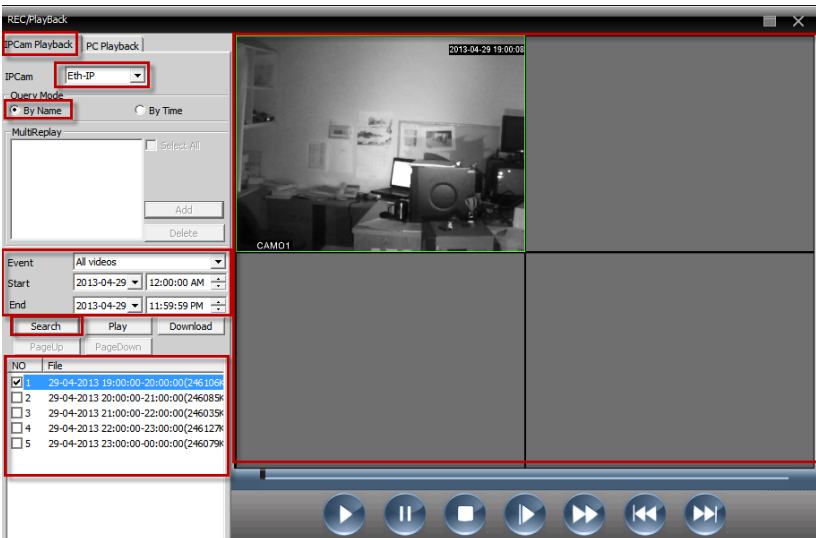 REC/PlayBack
IPCam Playback PC Playback
IPCam Eth-IP
Query Mode
By Name By Time
MultiReplay
Select All
Add
Delete
Event All videos
Start 2013-04-29 12:00:00 AM
End 2013-04-29 11:59:59 PM
Search Play Download
PageUp PageDown
NO File
1 29-04-2013 19:00:00-20:00:00(246106K
2 29-04-2013 20:00:00-21:00:00(246085K
3 29-04-2013 21:00:00-22:00:00(246035K
4 29-04-2013 22:00:00-23:00:00(246127K
5 29-04-2013 23:00:00-00:00:00(246079K
2013-04-29 19:00:08
CAM01